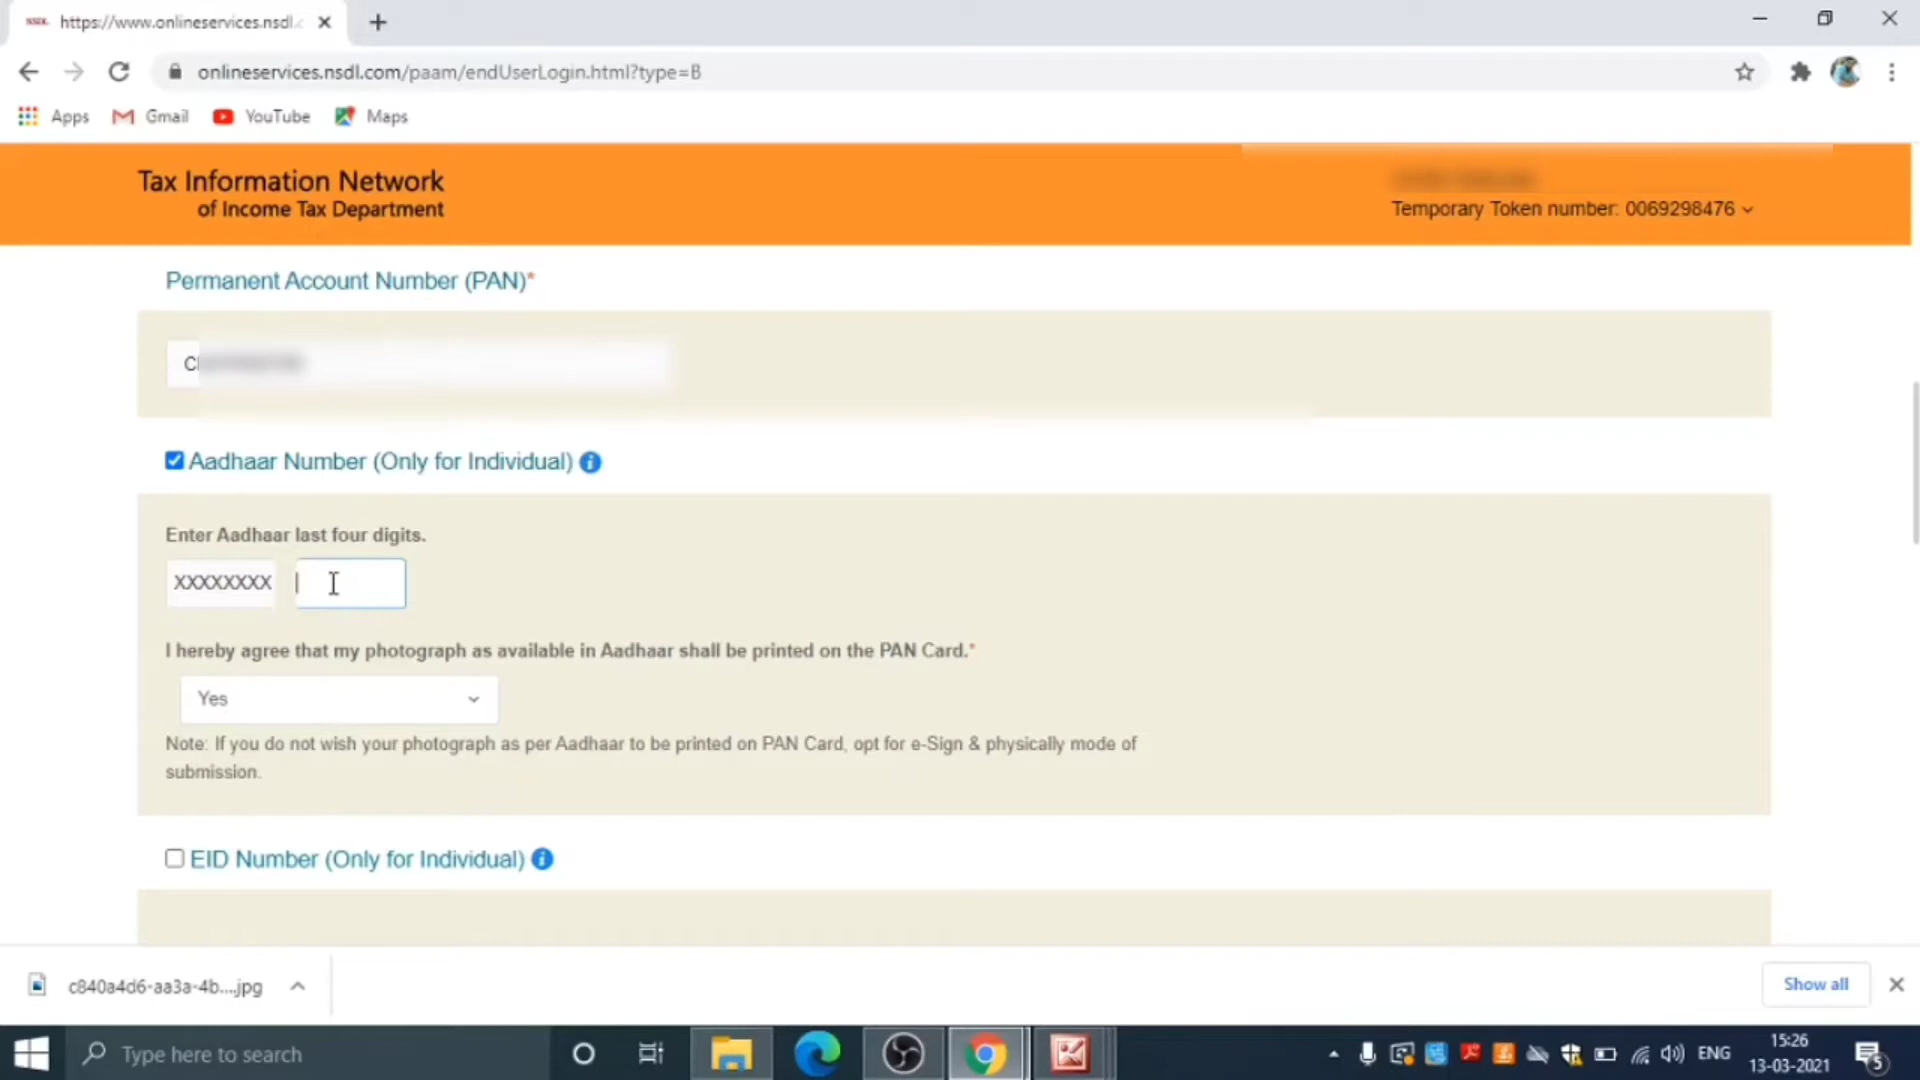 https://www.onlineservices.nsdl.c
onlineservices.nsdl.com/paam/endUserLogin.html?type=B
Apps
Gmail
YouTube
Maps
Tax Information Network
of Income Tax Department
Temporary Token number: 0069298476
Permanent Account Number (PAN)*
Aadhaar Number (Only for Individual)
Enter Aadhaar last four digits.
XXXXXXXX
I hereby agree that my photograph as available in Aadhaar shall be printed on the PAN Card.*
Yes
Note: If you do not wish your photograph as per Aadhaar to be printed on PAN Card, opt for e-Sign & physically mode of
submission.
EID Number (Only for Individual)
c840a4d6-aa3a-4b....jpg
Show all
Type here to search
ENG
15:26
13-03-2021
5